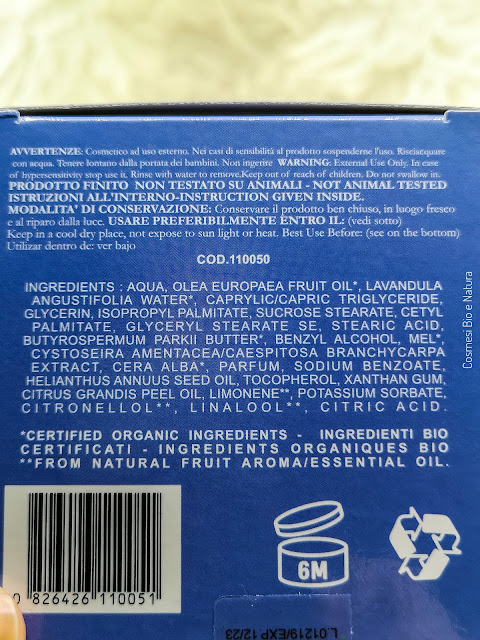 AVVERTENZE: Cosmetico ad uso esterno. Nei casi di sensibilità al prodotto sospenderne l'uso. Risciacquare
con acqua. Tenere lontano dalla portata dei bambini. Non ingerire WARNING: External Use Only. In case
of hypersensitivity stop use it. Rinse with water to remove.Keep out of reach of children. Do not swallow in.
PRODOTTO FINITO NON TESTATO SU ANIMALI - NOT ANIMAL TESTED
ISTRUZIONI ALL'INTERNO-INSTRUCTION GIVEN INSIDE.
MODALITA' DI CONSERVAZIONE: Conservare il prodotto ben chiuso, in luogo fresco
e al riparo dalla luce. USARE PREFERIBILMENTE ENTRO IL: (vedi sotto)
Keep in a cool dry place, not expose to sun light or heat. Best Use Before: (see on the bottom)
Utilizar dentro de: ver bajo
COD.110050
INGREDIENTS : AQUA, OLEA EUROPAEA FRUIT OIL*, LAVANDULA
ANGUSTIFOLIA WATER*, CAPRYLIC/CAPRIC TRIGLYCERIDE,
GLYCERIN, ISOPROPYL PALMITATE, SUCROSE STEARATE, CETYL
PALMITATE, GLYCERYL STEARATE SE, STEARIC ACID,
BUTYROSPERMUM PARKII BUTTER*, BENZYL ALCOHOL, MEL*,
CYSTOSEIRA AMENTACEA/CAESPITOSA BRANCHYCARPA
EXTRACT, CERA ALBA*, PARFUM, SODIUM BENZOATE,
HELIANTHUS ANNUUS SEED OIL, TOCOPHEROL, XANTHAN GUM,
CITRUS GRANDIS PEEL OIL, LIMONENE**, POTASSIUM SORBATE,
CITRONELLOL**, LINALOOL**, CITRIC ACID.
*CERTIFIED ORGANIC INGREDIENTS - INGREDIENTI BIO
CERTIFICATI - INGREDIENTS ORGANIQUES BIO
**FROM NATURAL FRUIT AROMA/ESSENTIAL OIL.
0 826426 110051
6M
L.01219/EXP 12/23
Cosmesi Bio e Natura